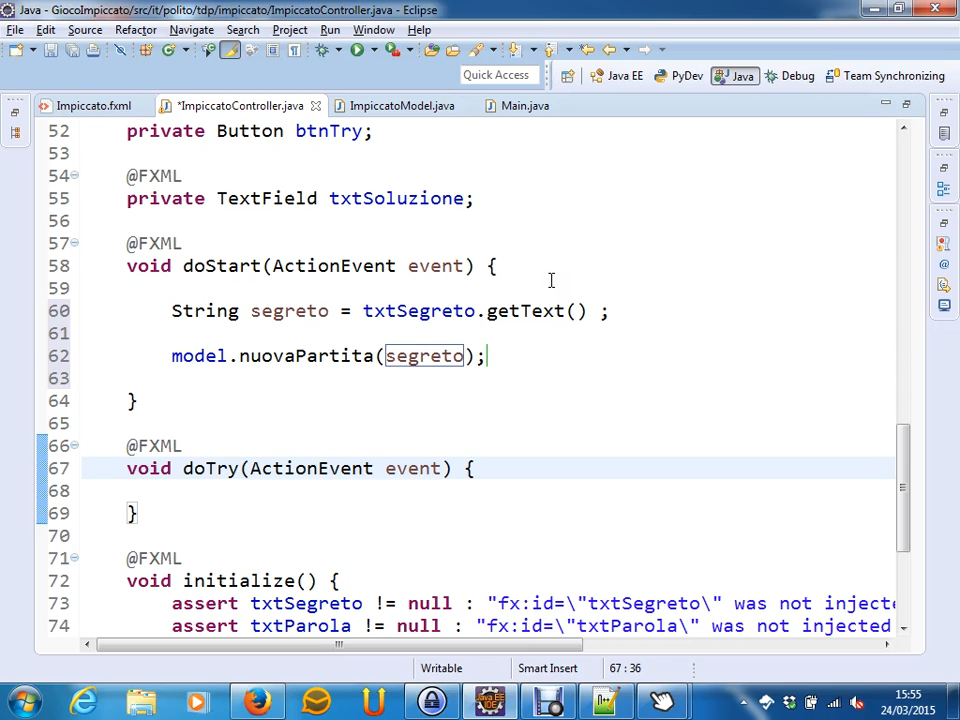 Java - GiocoImpiccato/src/it/polito/tdp/impiccato/ImpiccatoController.java - Eclipse
File Edit Source Refactor Navigate Search Project Run Window Help
Quick Access Java EE PyDev Java Debug Team Synchronizing
Impiccato.fxml *ImpiccatoController.java ImpiccatoModel.java Main.java
52 private Button btnTry;
53
54 @FXML
55 private TextField txtSoluzione;
56
57 @FXML
58 void doStart(ActionEvent event) {
59
60 String segreto = txtSegreto.getText() ;
61
62 model.nuovaPartita(segreto);
63
64 }
65
66 @FXML
67 void doTry(ActionEvent event) {
68
69 }
70
71 @FXML
72 void initialize() {
73 assert txtSegreto != null : "fx:id=\"txtSegreto\" was not inject
74 assert txtParola != null : "fx:id=\"txtParola\" was not injected
Writable Smart Insert 67 : 36
15:55
24/03/2015